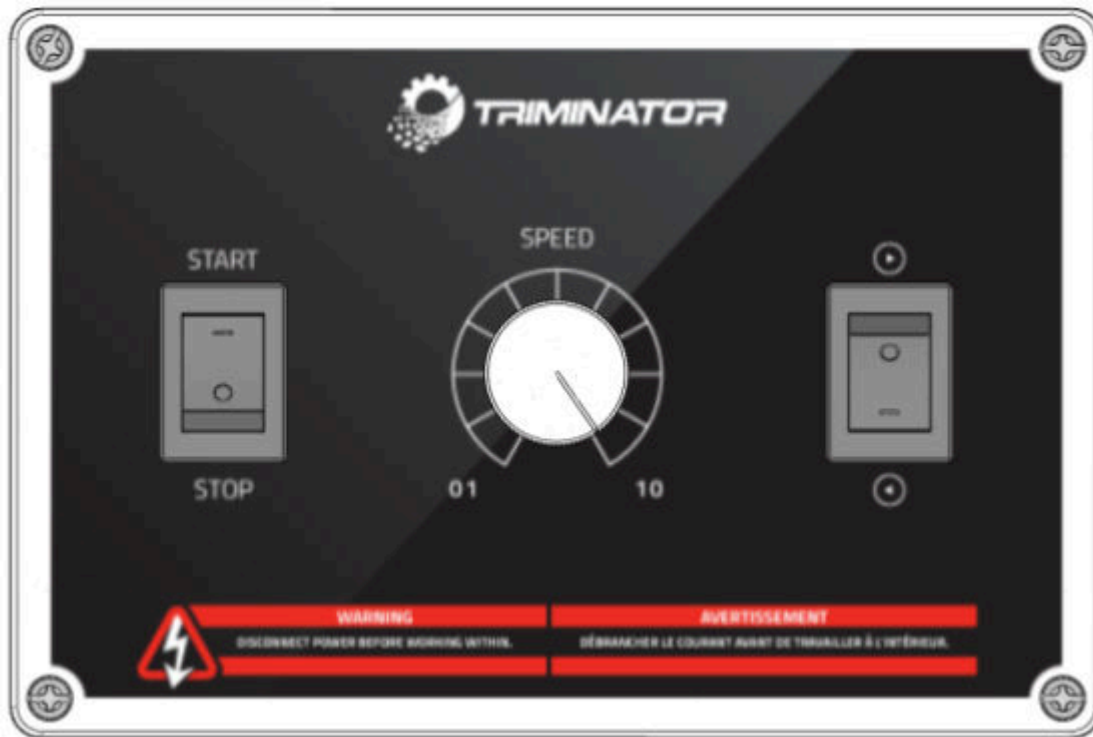 TRIMINATOR
START
SPEED
STOP
01
10
WARNING
AVERTISSEMENT
DISCONNECT POWER BEFORE WORKING WITHIN.
DÉBRANCHER LE COURANT AVANT DE TRAVAILLER À L'INTÉRIEUR.